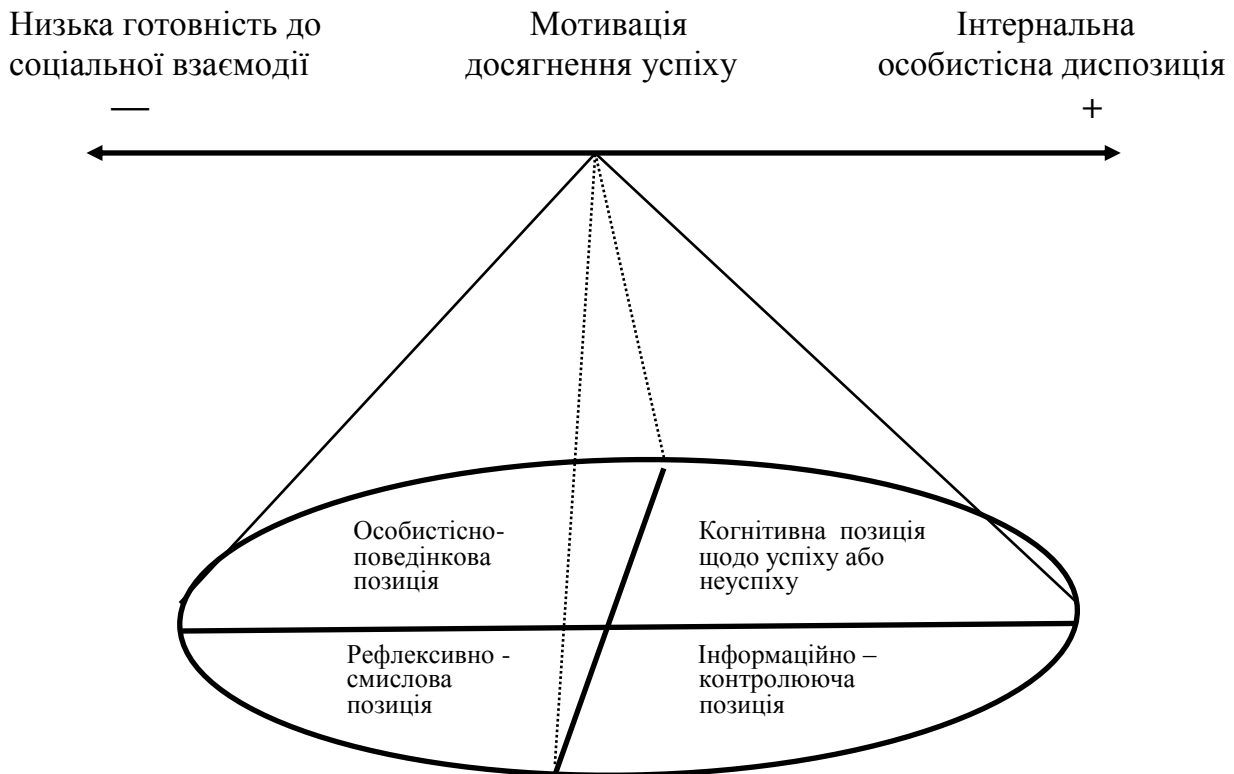 Низька готовність до
соціальної взаємодії
—
Мотивація
досягнення успіху
Інтернальна
особистісна диспозиція
+
Особистісно-
поведінкова
позиція
Когнітивна позиція
щодо успіху або
неуспіху
Рефлексивно -
смислова
позиція
Інформаційно –
контролююча
позиція